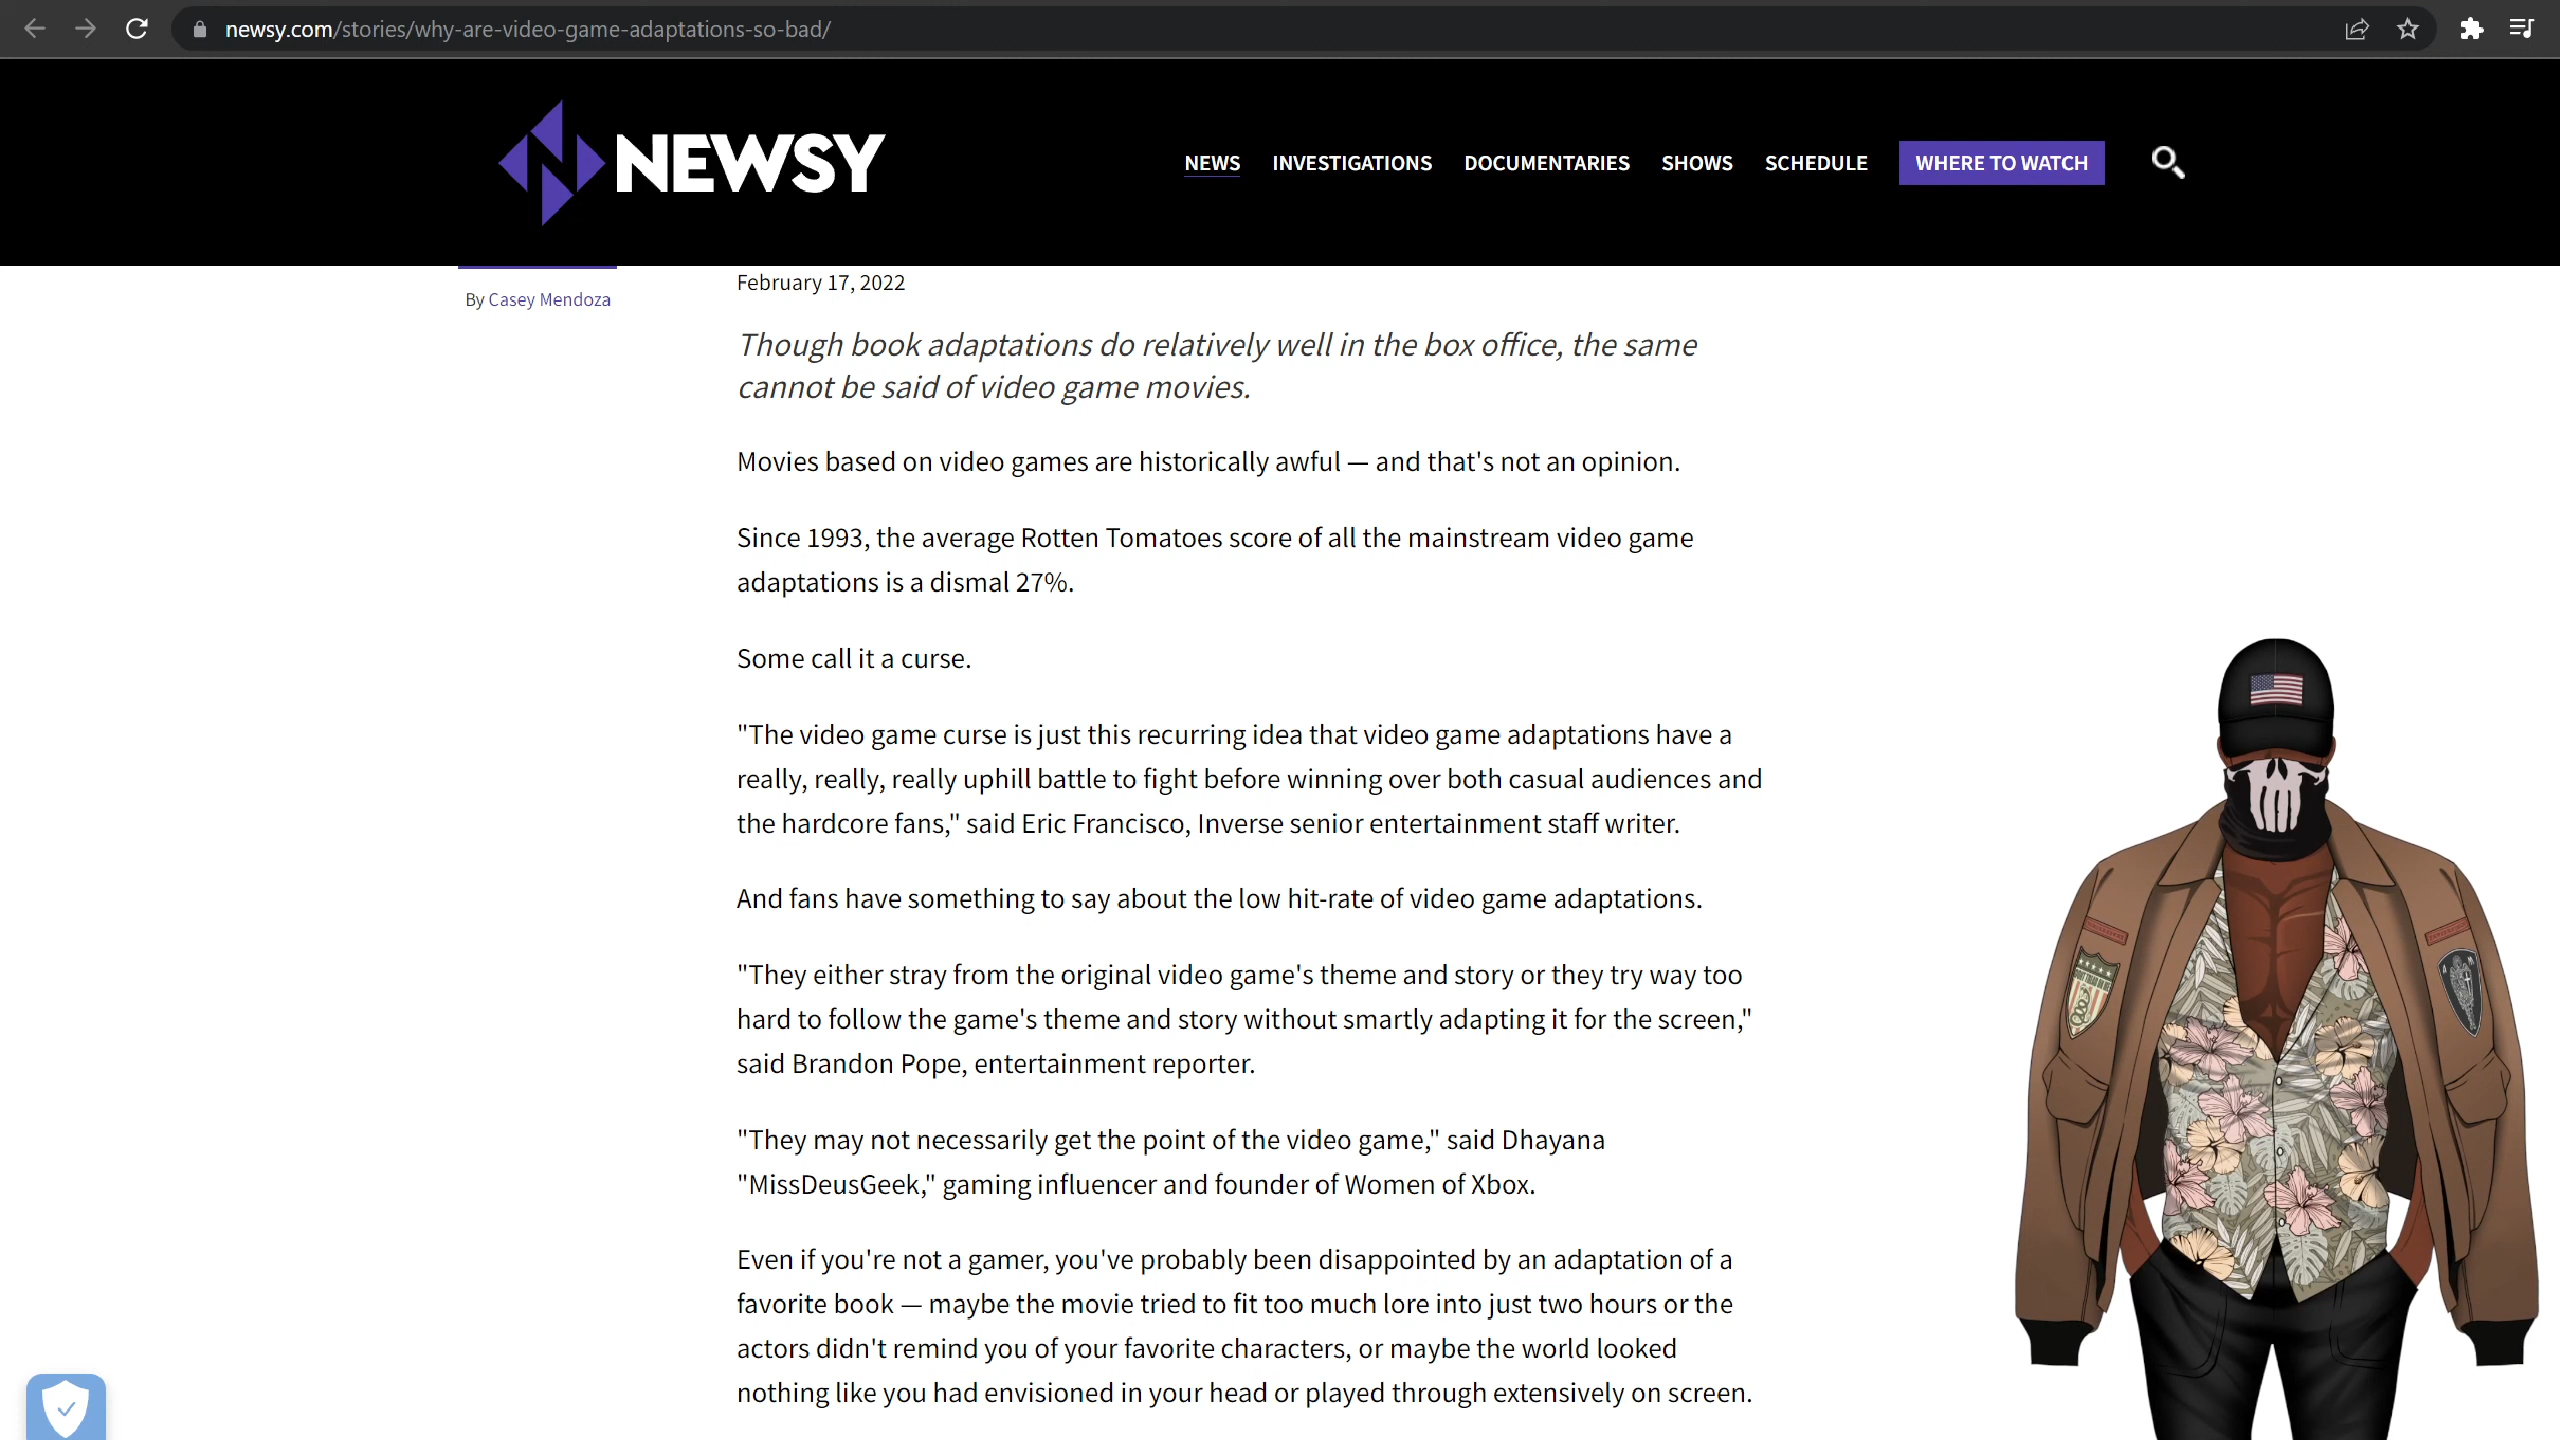 newsy.com/stories/why-are-video-game-adaptations-so-bad/
NEWSY
NEWS INVESTIGATIONS DOCUMENTARIES SHOWS SCHEDULE WHERE TO WATCH
By Casey Mendoza
February 17, 2022
Though book adaptations do relatively well in the box office, the same
cannot be said of video game movies.
Movies based on video games are historically awful — and that's not an opinion.
Since 1993, the average Rotten Tomatoes score of all the mainstream video game
adaptations is a dismal 27%.
Some call it a curse.
"The video game curse is just this recurring idea that video game adaptations have a
really, really, really uphill battle to fight before winning over both casual audiences and
the hardcore fans," said Eric Francisco, Inverse senior entertainment staff writer.
And fans have something to say about the low hit-rate of video game adaptations.
"They either stray from the original video game's theme and story or they try way too
hard to follow the game's theme and story without smartly adapting it for the screen,"
said Brandon Pope, entertainment reporter.
"They may not necessarily get the point of the video game," said Dhayana
"MissDeusGeek," gaming influencer and founder of Women of Xbox.
Even if you're not a gamer, you've probably been disappointed by an adaptation of a
favorite book — maybe the movie tried to fit too much lore into just two hours or the
actors didn't remind you of your favorite characters, or maybe the world looked
nothing like you had envisioned in your head or played through extensively on screen.